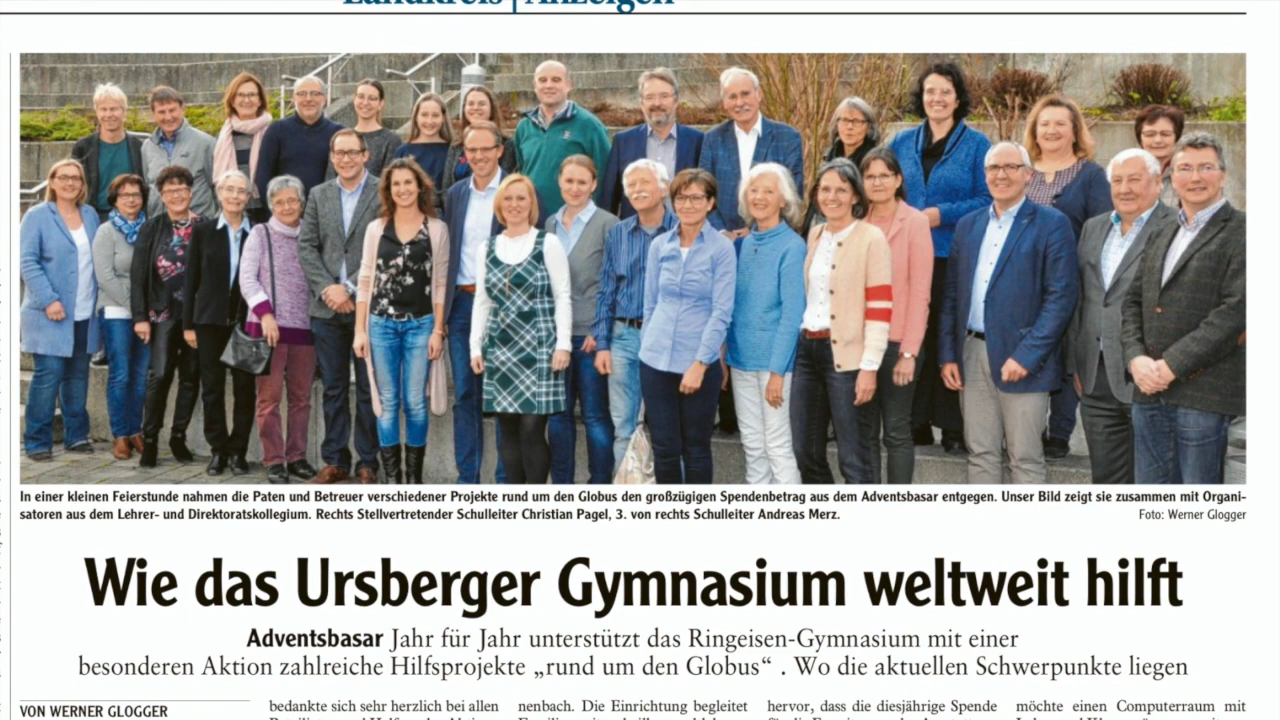 Landkreis | Anzeigen
In einer kleinen Feierstunde nahmen die Paten und Betreuer verschiedener Projekte rund um den Globus den großzügigen Spendenbetrag aus dem Adventsbasar entgegen. Unser Bild zeigt sie zusammen mit Organi-
satoren aus dem Lehrer- und Direktoratskollegium. Rechts Stellvertretender Schulleiter Christian Pagel, 3. von rechts Schulleiter Andreas Merz.
Foto: Werner Glogger
Wie das Ursberger Gymnasium weltweit hilft
Adventsbasar Jahr für Jahr unterstützt das Ringeisen-Gymnasium mit einer
besonderen Aktion zahlreiche Hilfsprojekte „rund um den Globus“ . Wo die aktuellen Schwerpunkte liegen
VON WERNER GLOGGER
bedankte sich sehr herzlich bei allen
nenbach. Die Einrichtung begleitet
hervor, dass die diesjährige Spende
möchte einen Computerraum mit